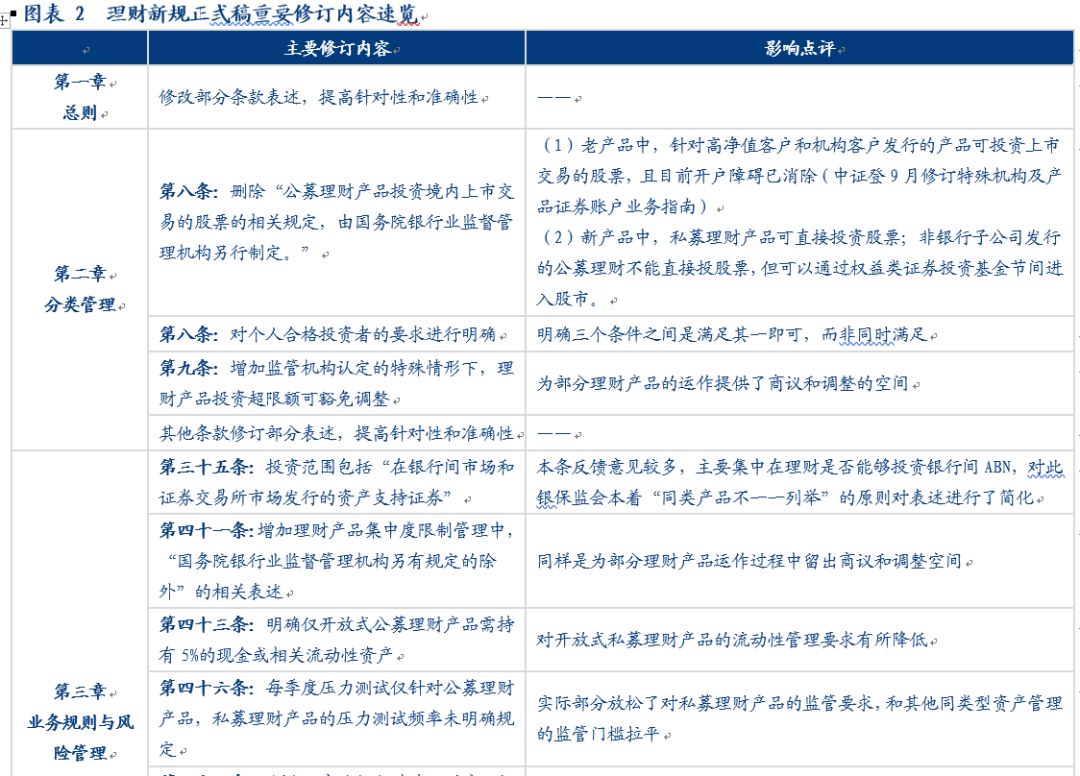 图表 2 理财新规正式稿重要修订内容速览
主要修订内容
影响点评
第一章
总则
修改部分条款表述，提高针对性和准确性
——
第二章
分类管理
第八条：删除“公募理财产品投资境内上市交
易的股票的相关规定，由国务院银行业监督管
理机构另行制定。”
（1）老产品中，针对高净值客户和机构客户发行的产品可投资上市
交易的股票，且目前开户障碍已消除（中证登 9 月修订特殊机构及产
品证券账户业务指南）
（2）新产品中，私募理财产品可直接投资股票；非银行子公司发行
的公募理财不能直接投股票，但可以通过权益类证券投资基金节间进
入股市。
第八条：对个人合格投资者的要求进行明确
明确三个条件之间是满足其一即可，而非同时满足
第九条：增加监管机构认定的特殊情形下，理
财产品投资超限额可豁免调整
为部分理财产品的运作提供了商议和调整的空间
其他条款修订部分表述，提高针对性和准确性
——
第三章
业务规则与风
险管理
第三十五条：投资范围包括“在银行间市场和
证券交易所市场发行的资产支持证券”
本条反馈意见较多，主要集中在理财是否能够投资银行间 ABN，对此
银保监会本着“同类产品不一一列举”的原则对表述进行了简化
第四十一条：增加理财产品集中度限制管理中，
“国务院银行业监督管理机构另有规定的除
外”的相关表述
同样是为部分理财产品运作过程中留出商议和调整空间
第四十三条：明确仅开放式公募理财产品需持
有 5%的现金或相关流动性资产
对开放式私募理财产品的流动性管理要求有所降低
第四十六条：每季度压力测试仅针对公募理财
产品，私募理财产品的压力测试频率未明确规
定
实际部分放松了对私募理财产品的监管要求，和其他同类型资产管理
的监管门槛拉平